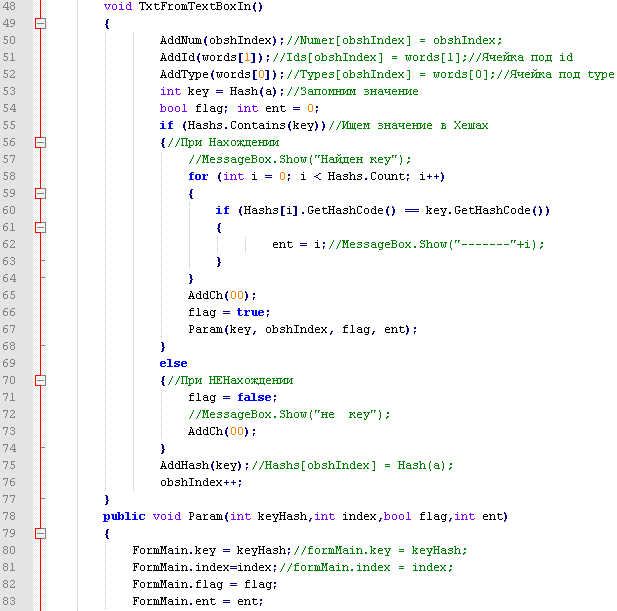 48 void TxtFromTextBoxIn()
49 {
50 AddNum(obshIndex);//Numer[obshIndex] = obshIndex;
51 AddId(words[1]);//Ids[obshIndex] = words[1];//Ячейка под id
52 AddType(words[0]);//Types[obshIndex] = words[0];//Ячейка под type
53 int key = Hash(a);//Запомним значение
54 bool flag; int ent = 0;
55 if (Hashs.Contains(key))//Ищем значение в Хешах
56 {//При Нахождении
57 //MessageBox.Show("Найден key");
58 for (int i = 0; i < Hashs.Count; i++)
59 {
60 if (Hashs[i].GetHashCode() == key.GetHashCode())
61 {
62 ent = i;//MessageBox.Show("-------"+i);
63 }
64 }
65 AddCh(00);
66 flag = true;
67 Param(key, obshIndex, flag, ent);
68 }
69 else
70 {//При НЕНахождении
71 flag = false;
72 //MessageBox.Show("не  key");
73 AddCh(00);
74 }
75 AddHash(key);//Hashs[obshIndex] = Hash(a);
76 obshIndex++;
77 }
78 public void Param(int keyHash,int index,bool flag,int ent)
79 {
80 FormMain.key = keyHash;//formMain.key = keyHash;
81 FormMain.index=index;//formMain.index = index;
82 FormMain.flag = flag;
83 FormMain.ent = ent;